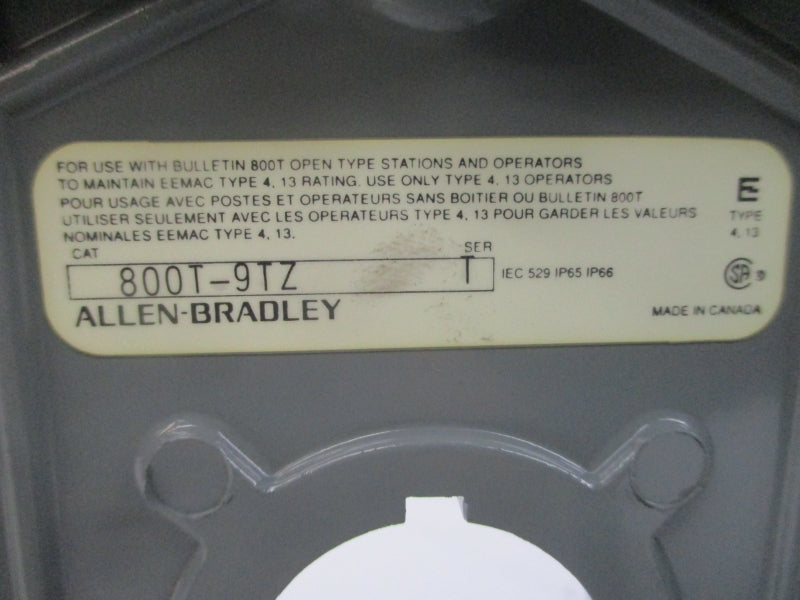 FOR USE WITH BULLETIN 800T OPEN TYPE STATIONS AND OPERATORS
TO MAINTAIN EEMAC TYPE 4, 13 RATING. USE ONLY TYPE 4, 13 OPERATORS
POUR USAGE AVEC POSTES ET OPERATEURS SANS BOITIER OU BULLETIN 800T
UTILISER SEULEMENT AVEC LES OPERATEURS TYPE 4, 13 POUR GARDER LES VALEURS
NOMINALES EEMAC TYPE 4, 13.
E
TYPE
4, 13
CAT SER
800T-9TZ T IEC 529 IP65 IP66
SA ®
ALLEN-BRADLEY MADE IN CANADA